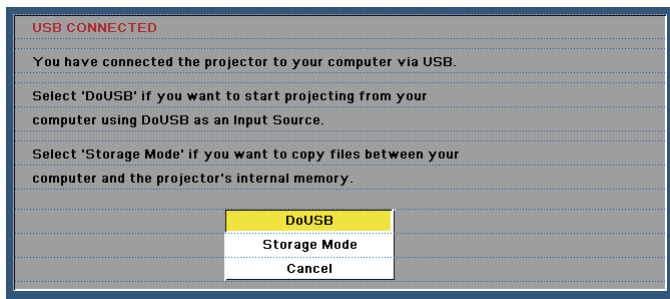 USB CONNECTED
You have connected the projector to your computer via USB.
Select 'DoUSB' if you want to start projecting from your
computer using DoUSB as an Input Source.
Select 'Storage Mode' if you want to copy files between your
computer and the projector's internal memory.
DoUSB
Storage Mode
Cancel